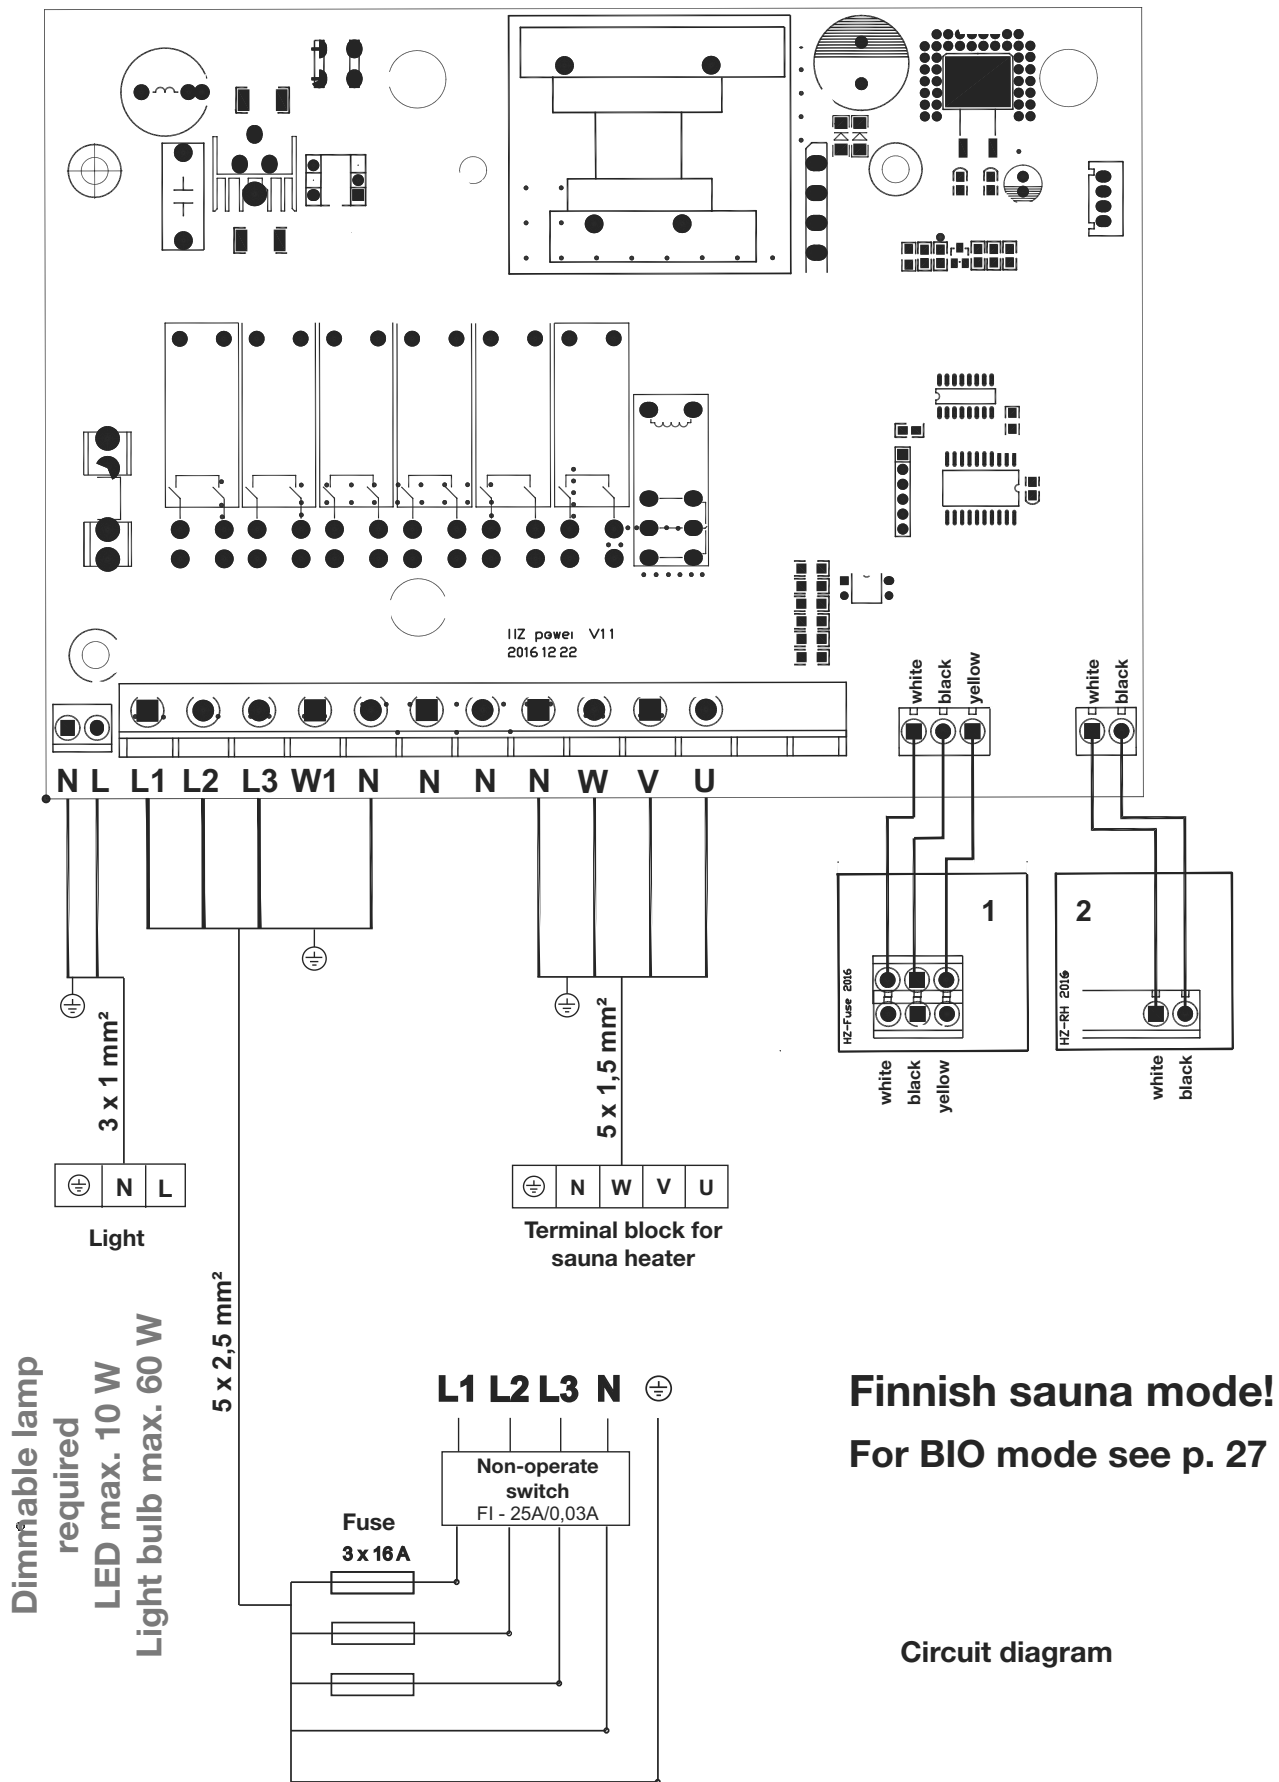 IIZ power V11
2016 12 22
white
black
yellow
white
black
N L L1 L2 L3 W1 N N N N W V U
1
2
HZ-Fuse 2016
HZ-RH 2016
white
black
yellow
white
black
3 x 1 mm²
5 x 1,5 mm²
N L
Light
N W V U
Terminal block for
sauna heater
5 x 2,5 mm²
Dimmable lamp
required
LED max. 10 W
Light bulb max. 60 W
L1 L2 L3 N
Non-operate
switch
FI - 25A/0,03A
Fuse
3 x 16 A
Finnish sauna mode!
For BIO mode see p. 27
Circuit diagram